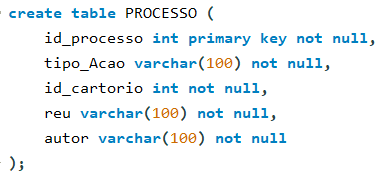 create table PROCESSO (
id_processo int primary key not null,
tipo_Acao varchar(100) not null,
id_cartorio int not null,
reu varchar(100) not null,
autor varchar(100) not null
);